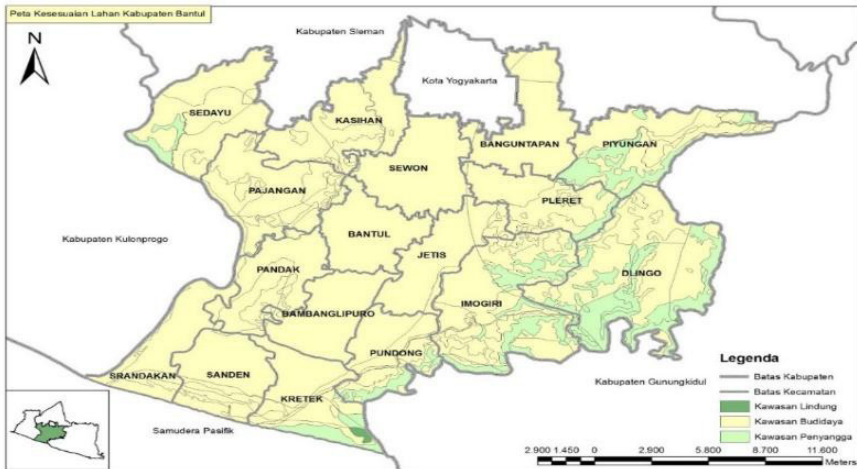 Peta Kesesuaian Lahan Kabupaten Bantul
Kabupaten Sleman
N
Kota Yogyakarta
SEDAYU
KASIHAN
BANGUNTAPAN
PIYUNGAN
SEWON
PAJANGAN
PLERET
BANTUL
Kabupaten Kulonprogo
JETIS
PANDAK
DLINGO
IMOGIRI
BAMBANGLIPURO
PUNDONG
SRANDAKAN
SANDEN
KRETEK
Kabupaten Gunungkidul
Samudera Pasifik
Legenda
Batas Kabupaten
Batas Kecamatan
Kawasan Lindung
Kawasan Budidaya
Kawasan Penyangga
2.900 1.450 0 2.900 5.800 8.700 11.600
Meters